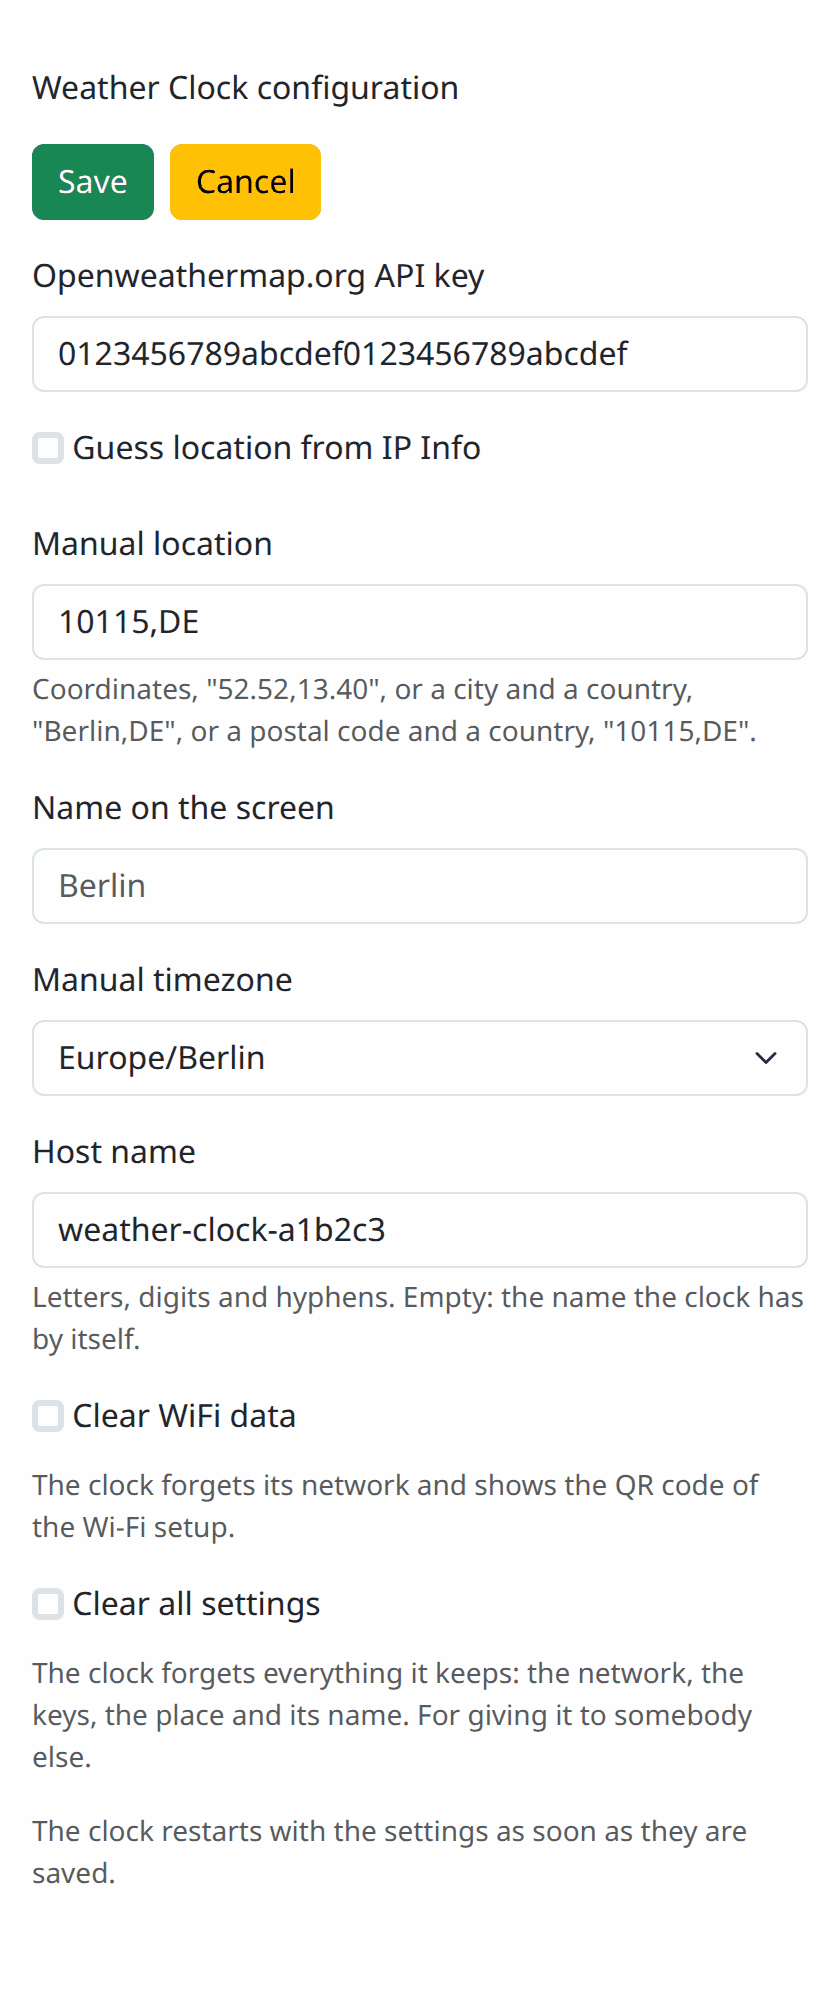 Weather Clock configuration
Save Cancel
Openweathermap.org API key
0123456789abcdef0123456789abcdef
Guess location from IP Info
Manual location
10115,DE
Coordinates, "52.52,13.40", or a city and a country,
"Berlin,DE", or a postal code and a country, "10115,DE".
Name on the screen
Berlin
Manual timezone
Europe/Berlin
Host name
weather-clock-a1b2c3
Letters, digits and hyphens. Empty: the name the clock has
by itself.
Clear WiFi data
The clock forgets its network and shows the QR code of
the Wi-Fi setup.
Clear all settings
The clock forgets everything it keeps: the network, the
keys, the place and its name. For giving it to somebody
else.
The clock restarts with the settings as soon as they are
saved.